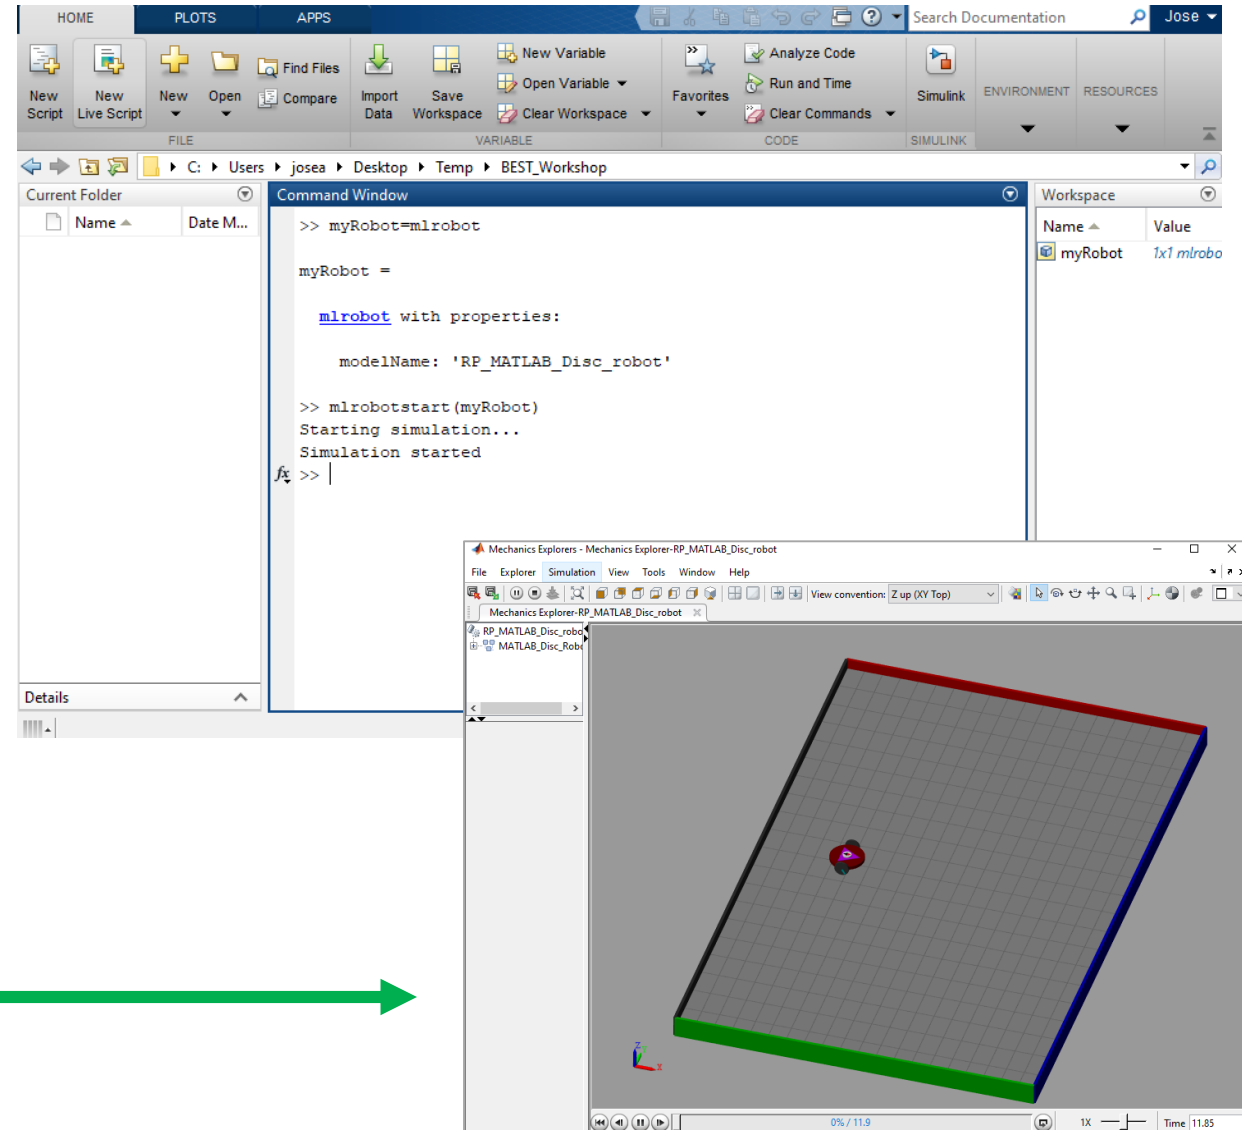 HOME PLOTS APPS Search Documentation Jose
New Script
New Live Script
New
Open
Find Files
Compare
Import Data
Save Workspace
New Variable
Open Variable
Clear Workspace
Favorites
Analyze Code
Run and Time
Clear Commands
Simulink
ENVIRONMENT
RESOURCES
FILE VARIABLE CODE SIMULINK
C: Users josea Desktop Temp BEST_Workshop
Current Folder
Name Date M...
Details
Command Window
>> myRobot=mlrobot
myRobot =
mlrobot with properties:
modelName: 'RP_MATLAB_Disc_robot'
>> mlrobotstart(myRobot)
Starting simulation...
Simulation started
fx >>
Workspace
Name Value
myRobot 1x1 mlrobo
Mechanics Explorers - Mechanics Explorer-RP_MATLAB_Disc_robot
File Explorer Simulation View Tools Window Help
View convention: Z up (XY Top)
Mechanics Explorer-RP_MATLAB_Disc_robot
RP_MATLAB_Disc_robo
MATLAB_Disc_Robo
z
y
x
0% / 11.9 1X Time 11.85